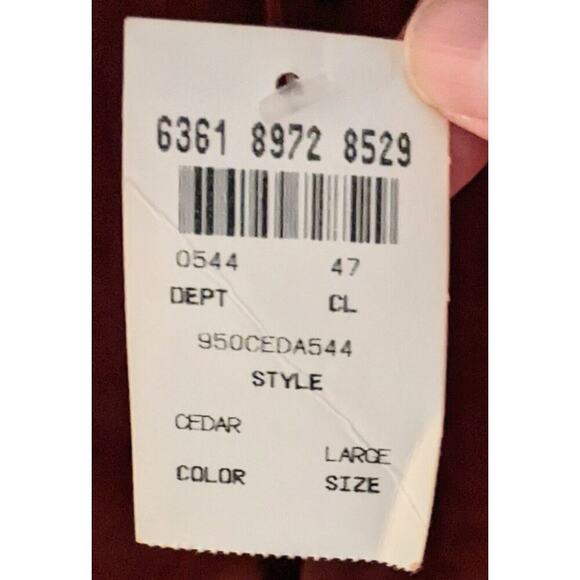 6361 8972 8529
0544 47
DEPT CL
950CEDA544
STYLE
CEDAR
LARGE
COLOR SIZE